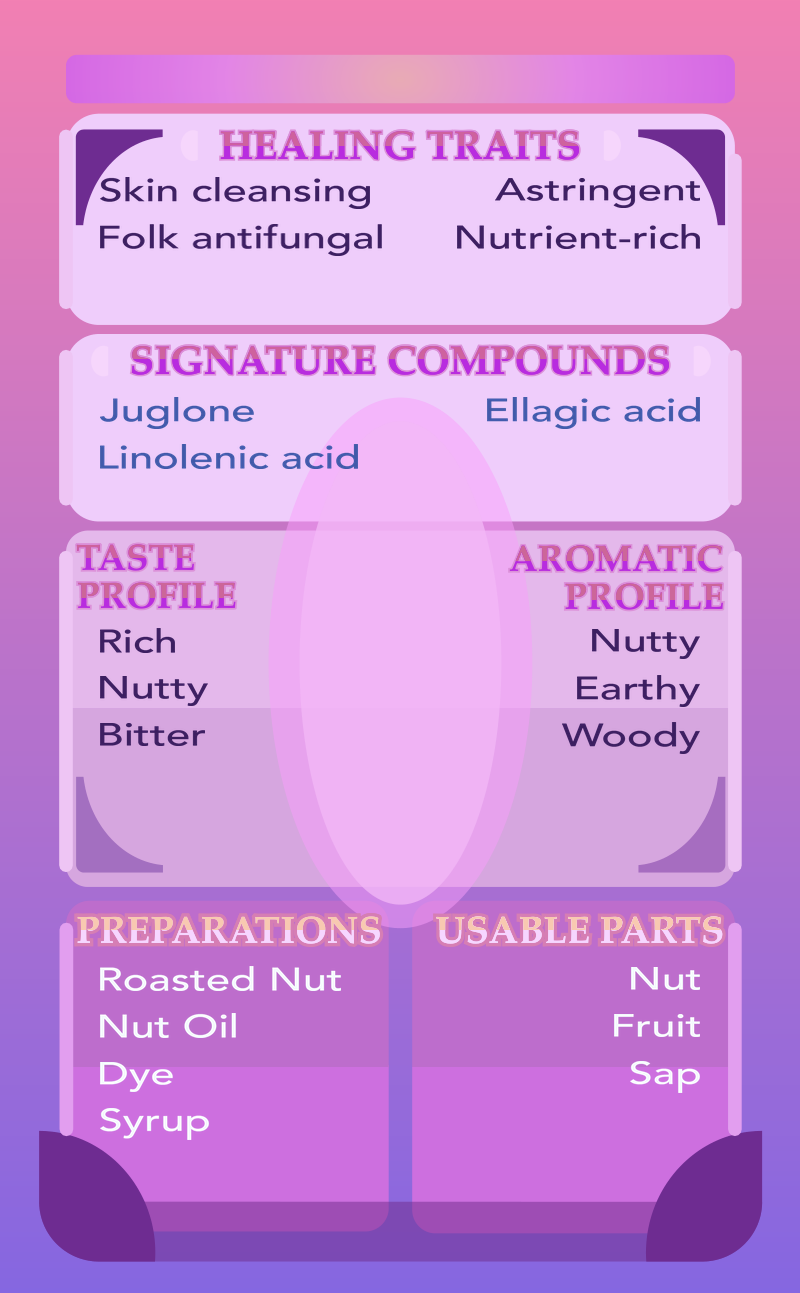 HEALING TRAITS
Skin cleansing
Astringent
Folk antifungal
Nutrient-rich
SIGNATURE COMPOUNDS
Juglone
Ellagic acid
Linolenic acid
TASTE
PROFILE
Rich
Nutty
Bitter
AROMATIC
PROFILE
Nutty
Earthy
Woody
PREPARATIONS
Roasted Nut
Nut Oil
Dye
Syrup
USABLE PARTS
Nut
Fruit
Sap